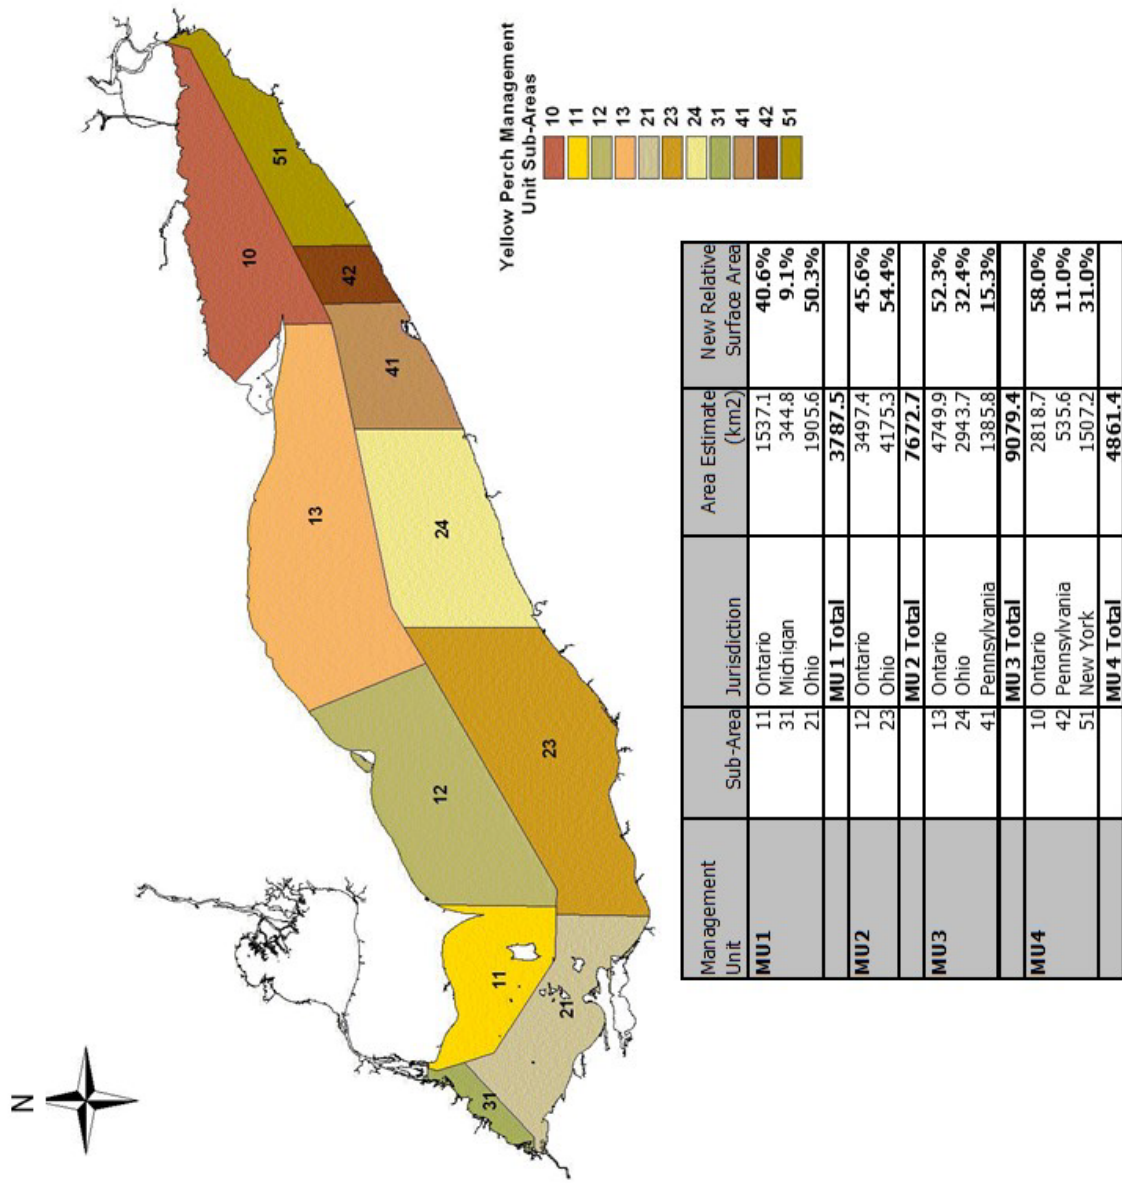 N
10
51
42
13
41
24
12
23
11
21
31
Yellow Perch Management
Unit Sub-Areas
10
11
12
13
21
23
24
31
41
42
51
Management Unit Sub-Area Jurisdiction Area Estimate (km2) New Relative Surface Area
MU1 11 Ontario 1537.1 40.6%
31 Michigan 344.8 9.1%
21 Ohio 1905.6 50.3%
MU1 Total 3787.5
MU2 12 Ontario 3497.4 45.6%
23 Ohio 4175.3 54.4%
MU2 Total 7672.7
MU3 13 Ontario 4749.9 52.3%
24 Ohio 2943.7 32.4%
41 Pennsylvania 1385.8 15.3%
MU3 Total 9079.4
MU4 10 Ontario 2818.7 58.0%
42 Pennsylvania 535.6 11.0%
51 New York 1507.2 31.0%
MU4 Total 4861.4